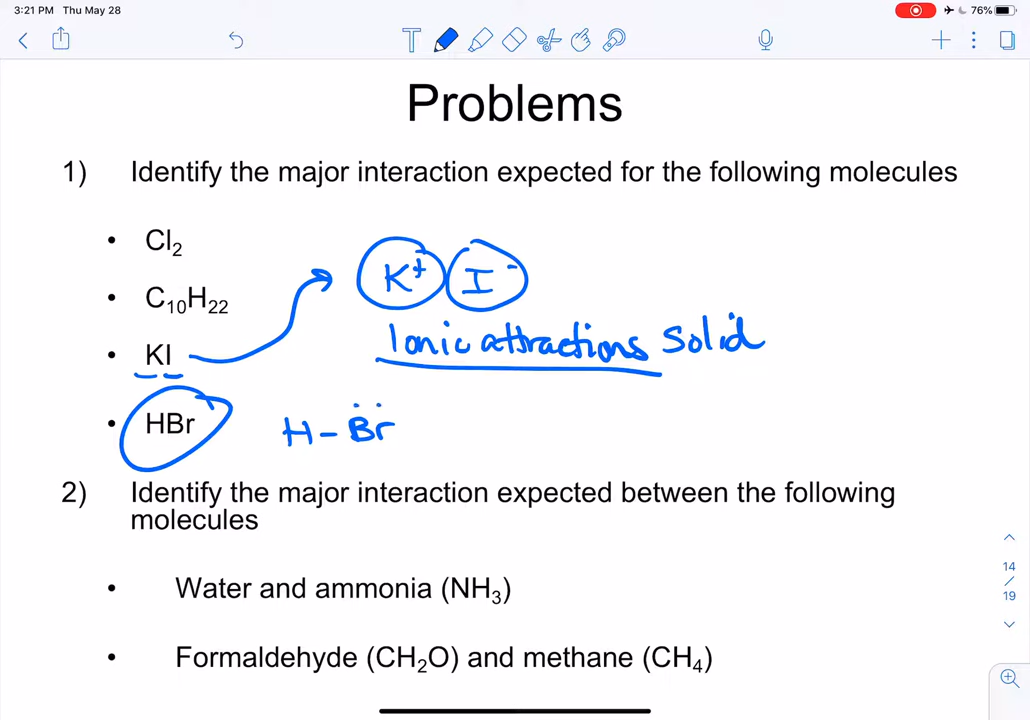 3:21 PM Thu May 28 76%
Problems
1) Identify the major interaction expected for the following molecules
• Cl₂
K⁺ I⁻
• C₁₀H₂₂
Ionic attractions Solid
• KI
• HBr H – Br
2) Identify the major interaction expected between the following
molecules
14
/
19
• Water and ammonia (NH₃)
• Formaldehyde (CH₂O) and methane (CH₄)